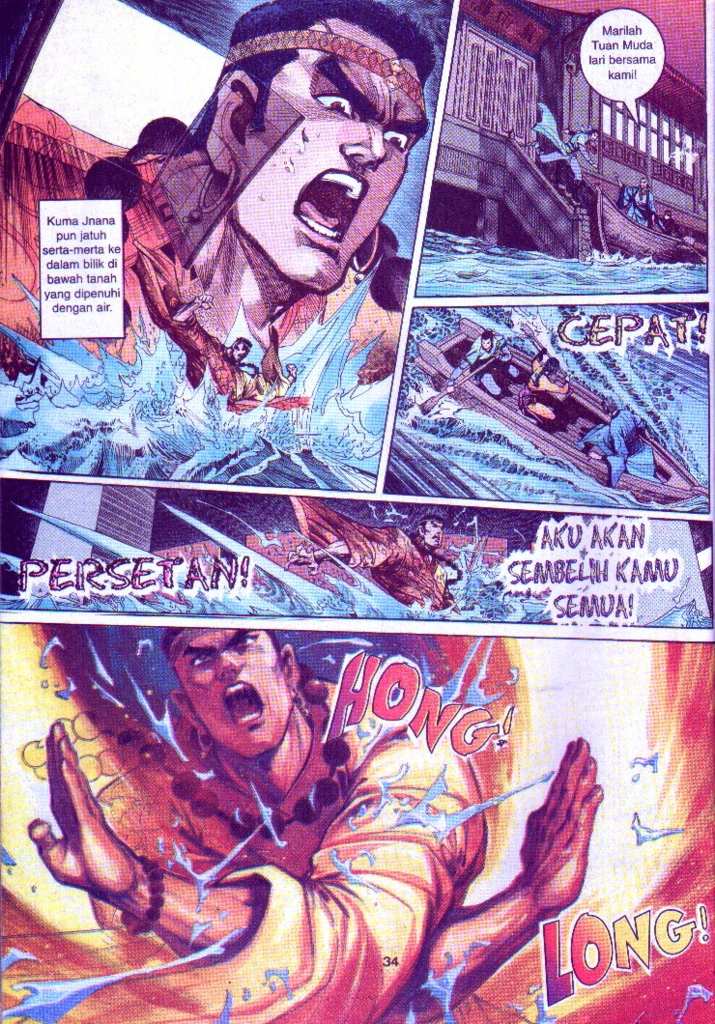 Kuma Jnana
pun jatuh
serta-merta ke
dalam bilik di
bawah tanah
yang dipenuhi
dengan air.
Marilah
Tuan Muda
lari bersama
kami!
CEPAT!
PERSETAN!
AKU AKAN
SEMBELIH KAMU
SEMUA!
HONG!
LONG!
34